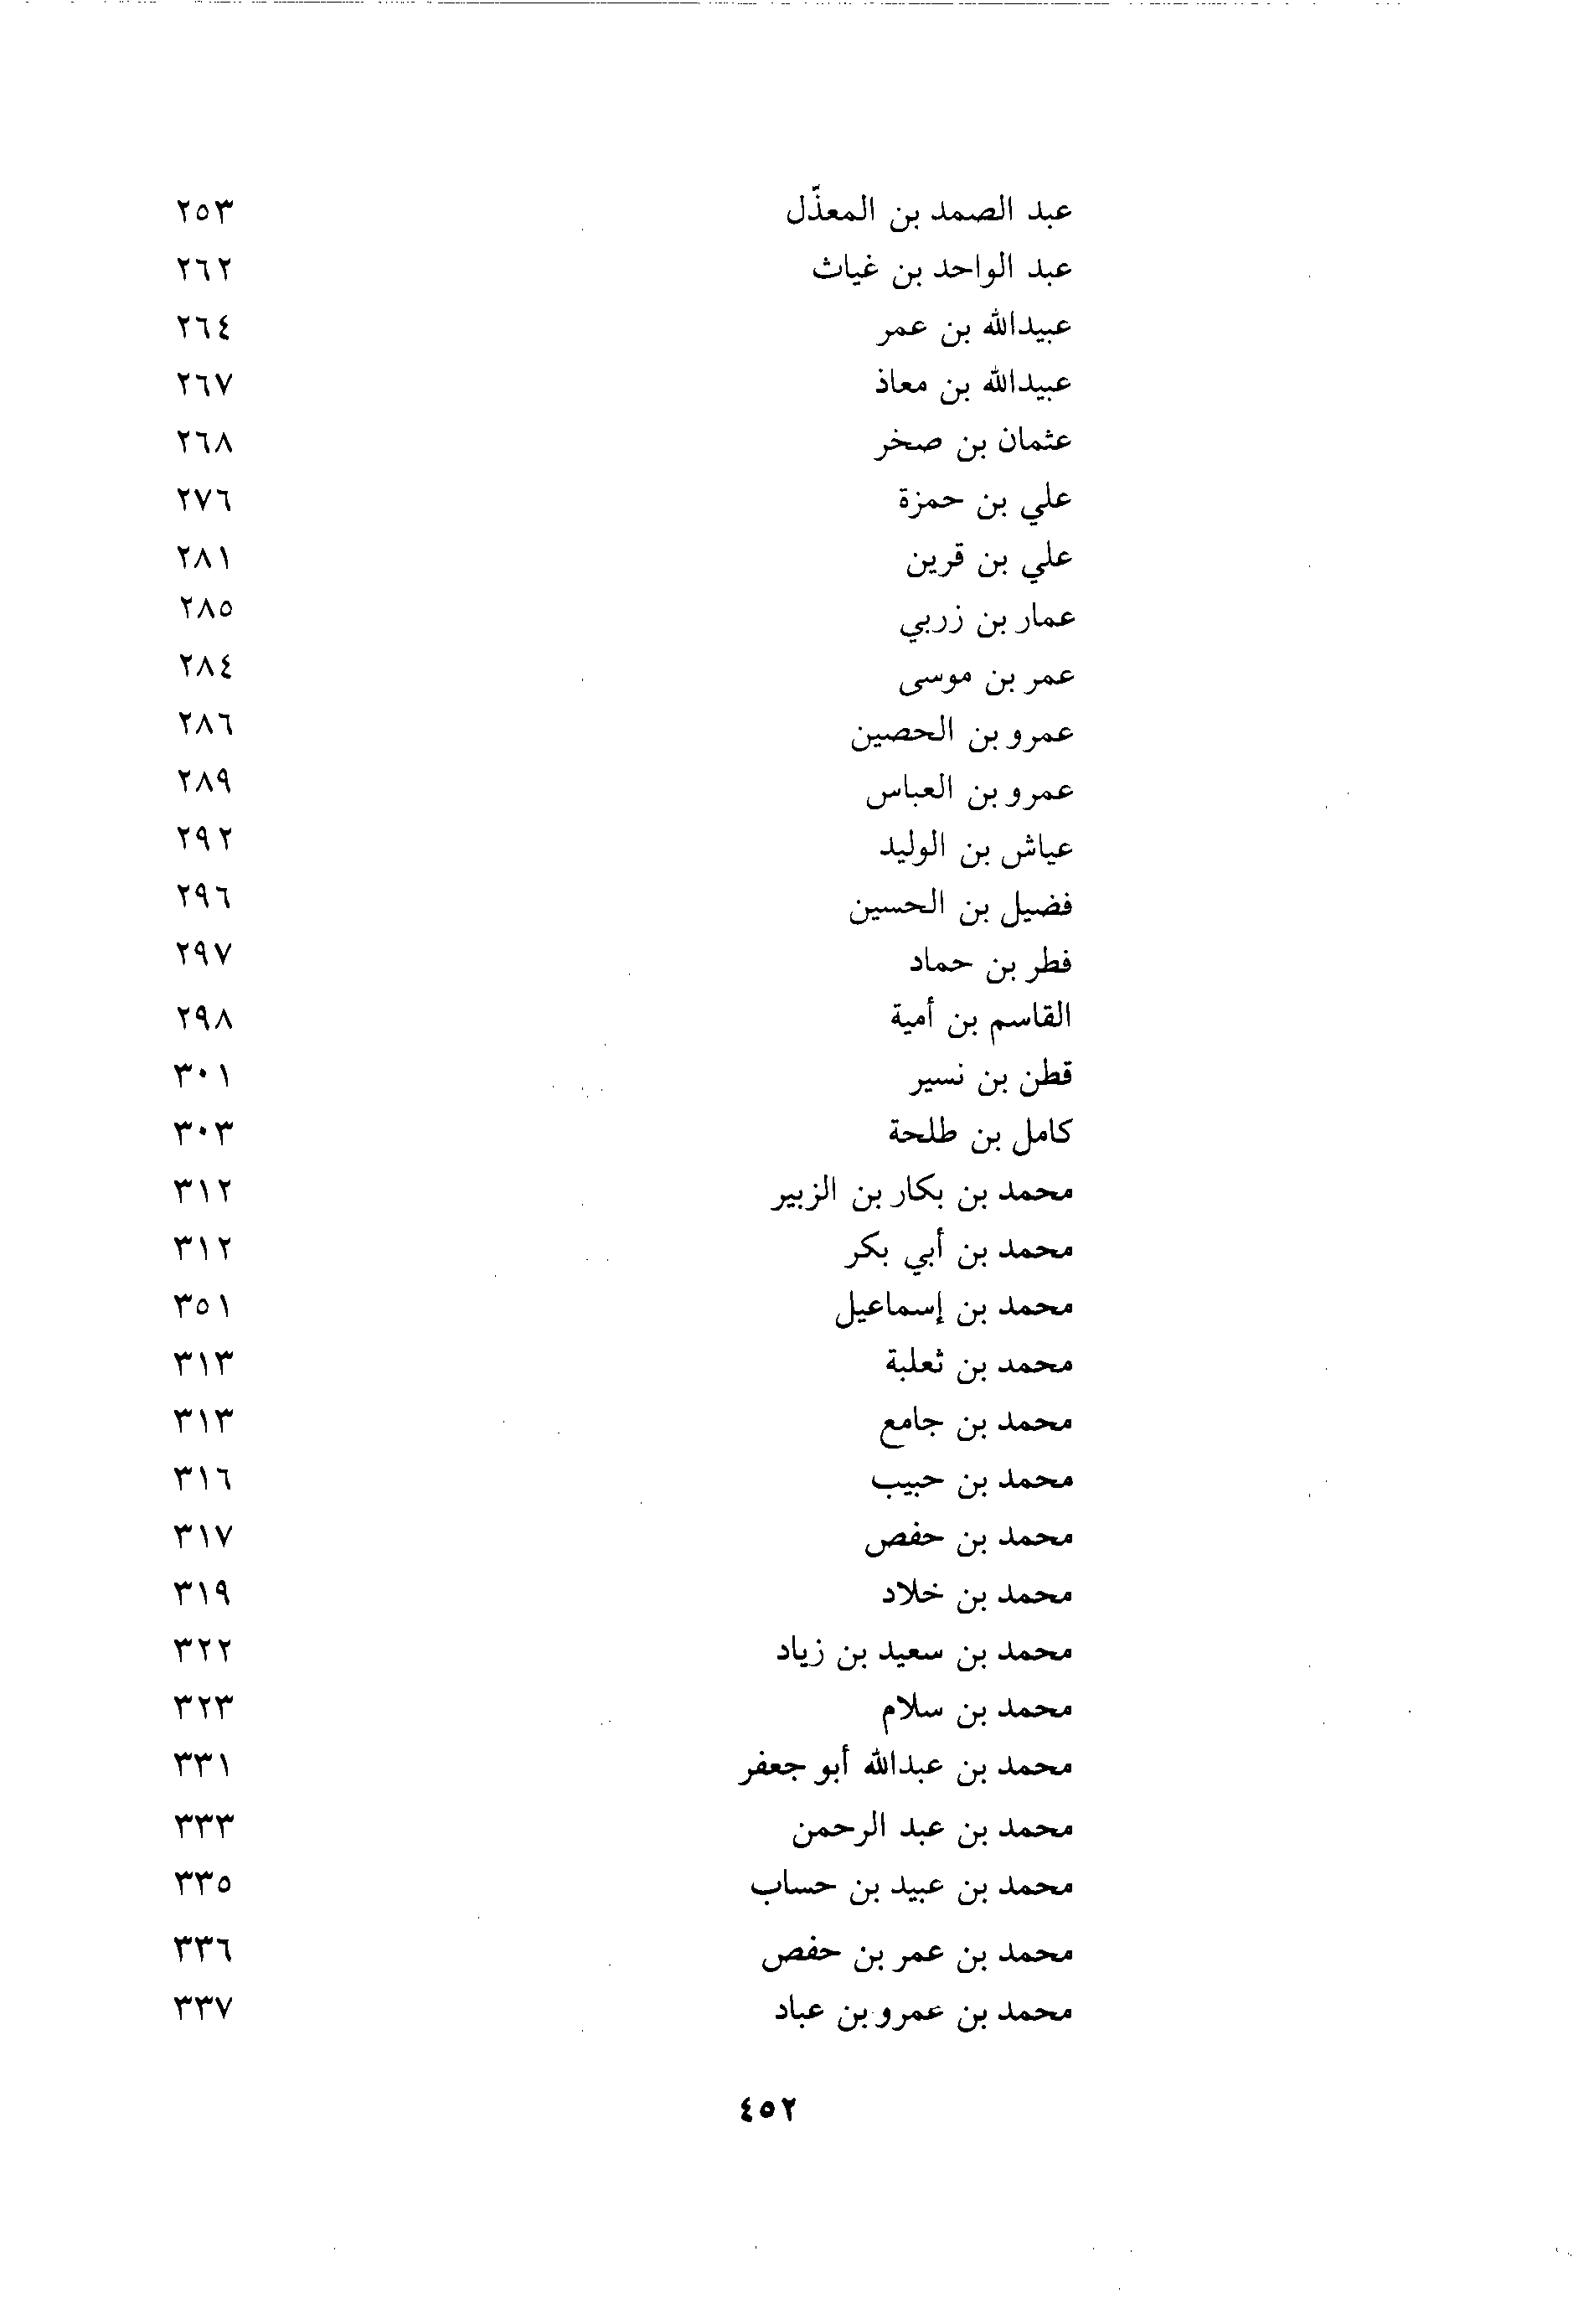 عبد الصمد بن المعذّل ٢٥٣
عبد الواحد بن غياث ٢٦٢
عبيدالله بن عمر ٢٦٤
عبيدالله بن معاذ ٢٦٧
عثمان بن صخر ٢٦٨
علي بن حمزة ٢٧٦
علي بن قرين ٢٨١
عمار بن زربي ٢٨٥
عمر بن موسى ٢٨٤
عمرو بن الحصين ٢٨٦
عمرو بن العباس ٢٨٩
عياش بن الوليد ٢٩٢
فضيل بن الحسين ٢٩٦
فطر بن حماد ٢٩٧
القاسم بن أمية ٢٩٨
قطن بن نسير ٣٠١
كامل بن طلحة ٣٠٣
محمد بن بكار بن الزبير ٣١٢
محمد بن أبي بكر ٣١٢
محمد بن إسماعيل ٣٥١
محمد بن ثعلبة ٣١٣
محمد بن جامع ٣١٣
محمد بن حبيب ٣١٦
محمد بن حفص ٣١٧
محمد بن خلاد ٣١٩
محمد بن سعيد بن زياد ٣٢٢
محمد بن سلام ٣٢٣
محمد بن عبدالله أبو جعفر ٣٣١
محمد بن عبد الرحمن ٣٣٣
محمد بن عبيد بن حساب ٣٣٥
محمد بن عمر بن حفص ٣٣٦
محمد بن عمرو بن عباد ٣٣٧
٤٥٢